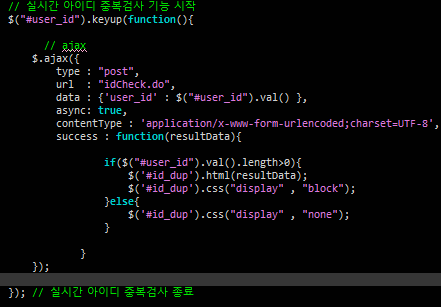 // 실시간 아이디 중복검사 기능 시작
$("#user_id").keyup(function(){
// ajax
$.ajax({
type : "post",
url  : "idCheck.do",
data : {'user_id' : $("#user_id").val() },
async: true,
contentType : 'application/x-www-form-urlencoded;charset=UTF-8',
success : function(resultData){
if($("#user_id").val().length>0){
$('#id_dup').html(resultData);
$('#id_dup').css("display" , "block");
}else{
$('#id_dup').css("display" , "none");
}
}
});
}); // 실시간 아이디 중복검사 종료